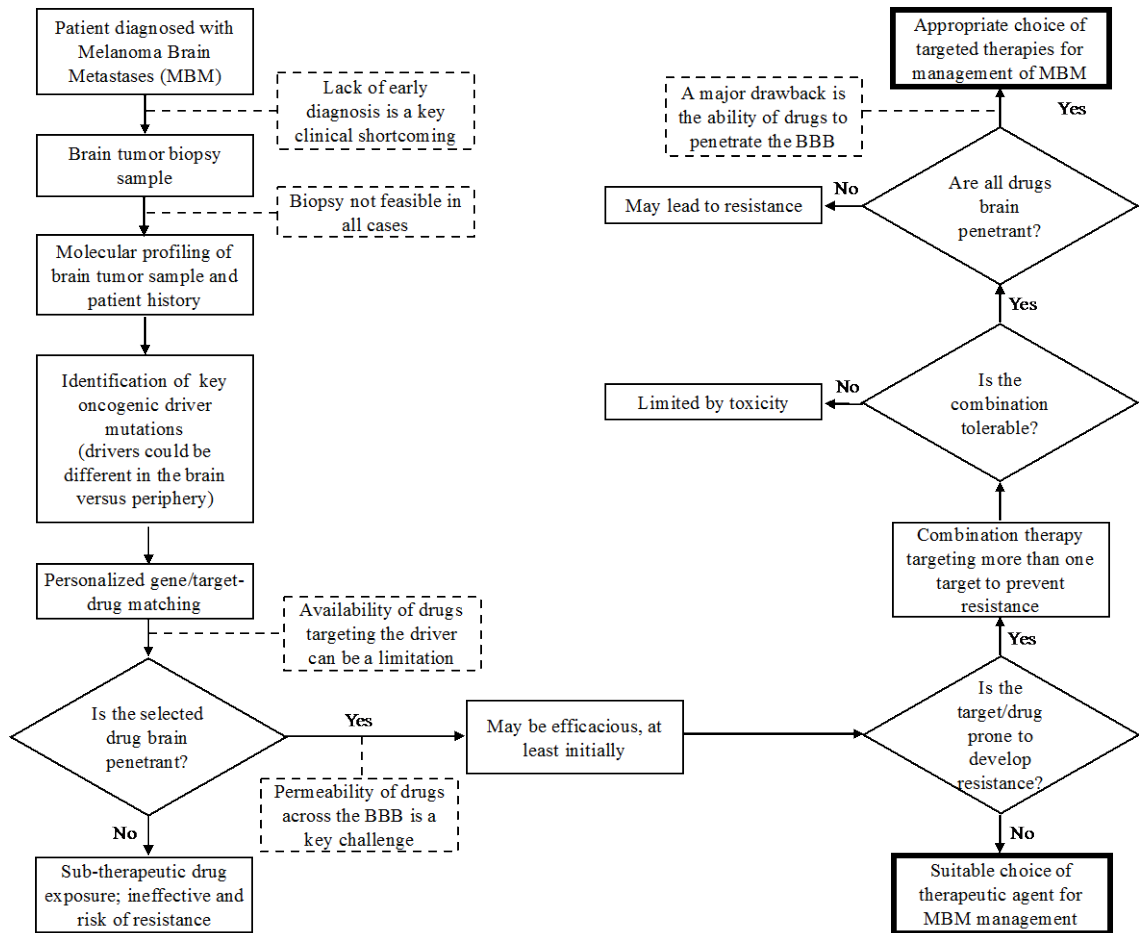 Patient diagnosed with
Melanoma Brain
Metastases (MBM)
Lack of early
diagnosis is a key
clinical shortcoming
Brain tumor biopsy
sample
Biopsy not feasible in
all cases
Molecular profiling of
brain tumor sample and
patient history
Identification of key
oncogenic driver
mutations
(drivers could be
different in the brain
versus periphery)
Personalized gene/target-
drug matching
Availability of drugs
targeting the driver
can be a limitation
Is the selected
drug brain
penetrant?
Yes
Permeability of drugs
across the BBB is a
key challenge
No
Sub-therapeutic drug
exposure; ineffective and
risk of resistance
May be efficacious, at
least initially
Is the
target/drug
prone to
develop
resistance?
No
Suitable choice of
therapeutic agent for
MBM management
Yes
Combination therapy
targeting more than one
target to prevent
resistance
Is the
combination
tolerable?
No
Limited by toxicity
Yes
Are all drugs
brain
penetrant?
No
May lead to resistance
Yes
A major drawback is
the ability of drugs to
penetrate the BBB
Appropriate choice of
targeted therapies for
management of MBM